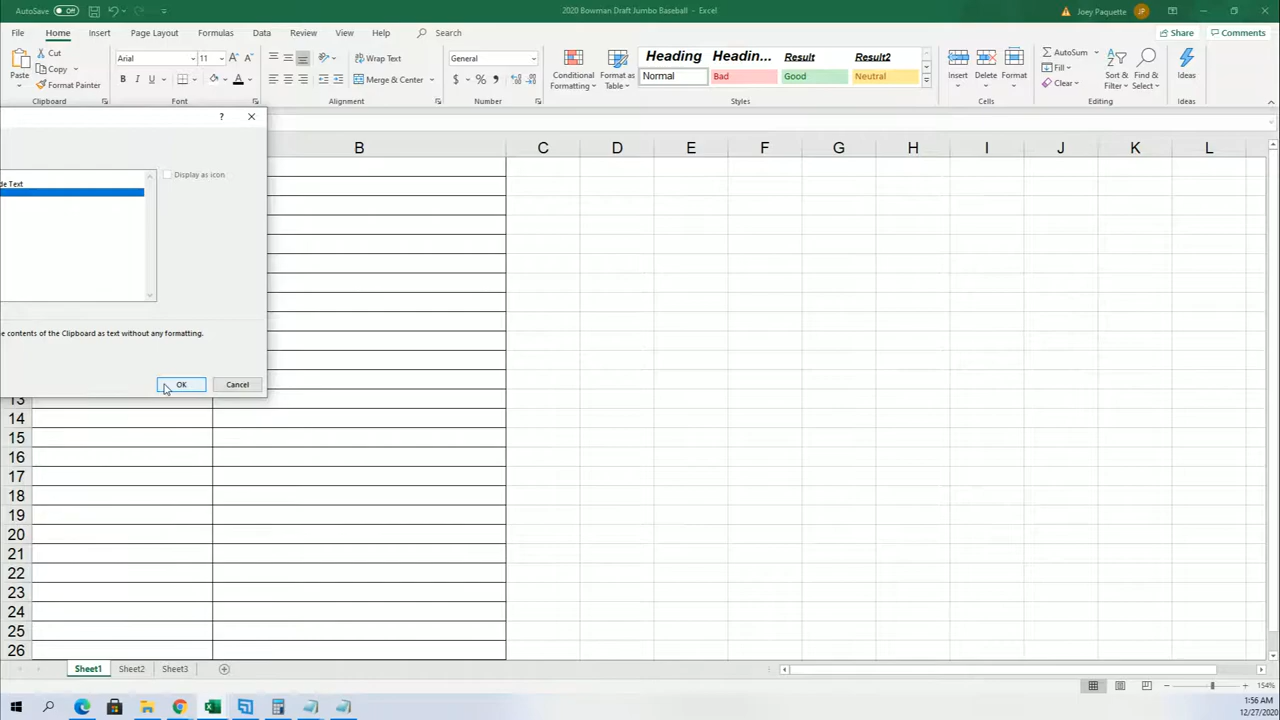 AutoSave Off
2020 Bowman Draft Jumbo Baseball - Excel
Joey Paquette JP
File Home Insert Page Layout Formulas Data Review View Help Search
Share Comments
Paste
Cut
Copy
Format Painter
Arial 11
B I U
Wrap Text
Merge & Center
General
$ % ,
Conditional Formatting
Format as Table
Heading Headin... Result Result2
Normal Bad Good Neutral
Insert Delete Format
AutoSum
Fill
Clear
Sort & Filter
Find & Select
Ideas
Clipboard Font Alignment Number Styles Cells Editing Ideas
?
B C D E F G H I J K L
de Text
Display as icon
e contents of the Clipboard as text without any formatting.
OK Cancel
13
14
15
16
17
18
19
20
21
22
23
24
25
26
Sheet1 Sheet2 Sheet3
154%
1:56 AM
12/27/2020